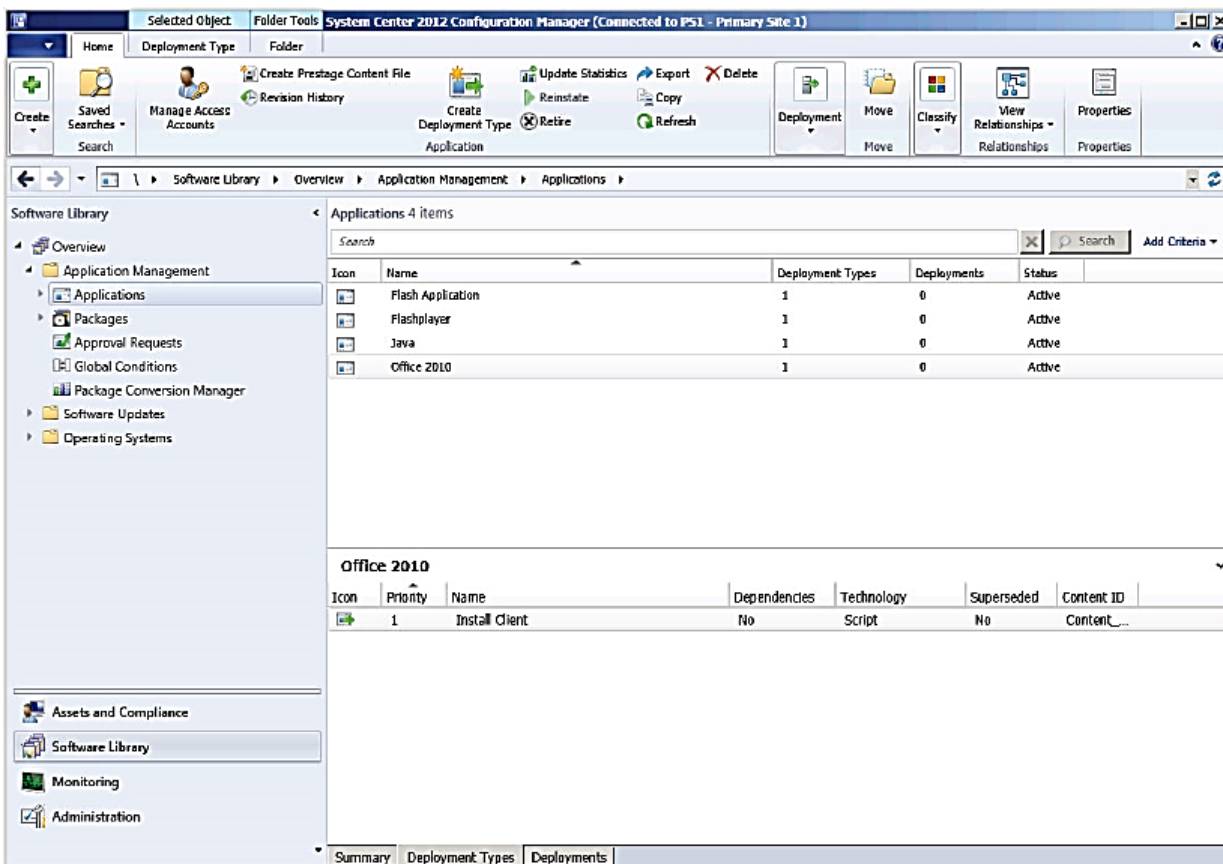 Selected Object Folder Tools System Center 2012 Configuration Manager (Connected to PS1 - Primary Site 1)
Home Deployment Type Folder
Create
Saved Searches
Search
Manage Access Accounts
Create Prestage Content File
Revision History
Create Deployment Type
Update Statistics
Reinstate
Retire
Export
Copy
Refresh
Delete
Application
Deployment
Move
Move
Classify
View Relationships
Relationships
Properties
Properties
\ Software Library Overview Application Management Applications
Software Library
Overview
Application Management
Applications
Packages
Approval Requests
Global Conditions
Package Conversion Manager
Software Updates
Operating Systems
Assets and Compliance
Software Library
Monitoring
Administration
Applications 4 items
Search Search Add Criteria
Icon Name Deployment Types Deployments Status
Flash Application 1 0 Active
Flashplayer 1 0 Active
Java 1 0 Active
Office 2010 1 0 Active
Office 2010
Icon Priority Name Dependencies Technology Superseded Content ID
1 Install Client No Script No Content_...
Summary Deployment Types Deployments